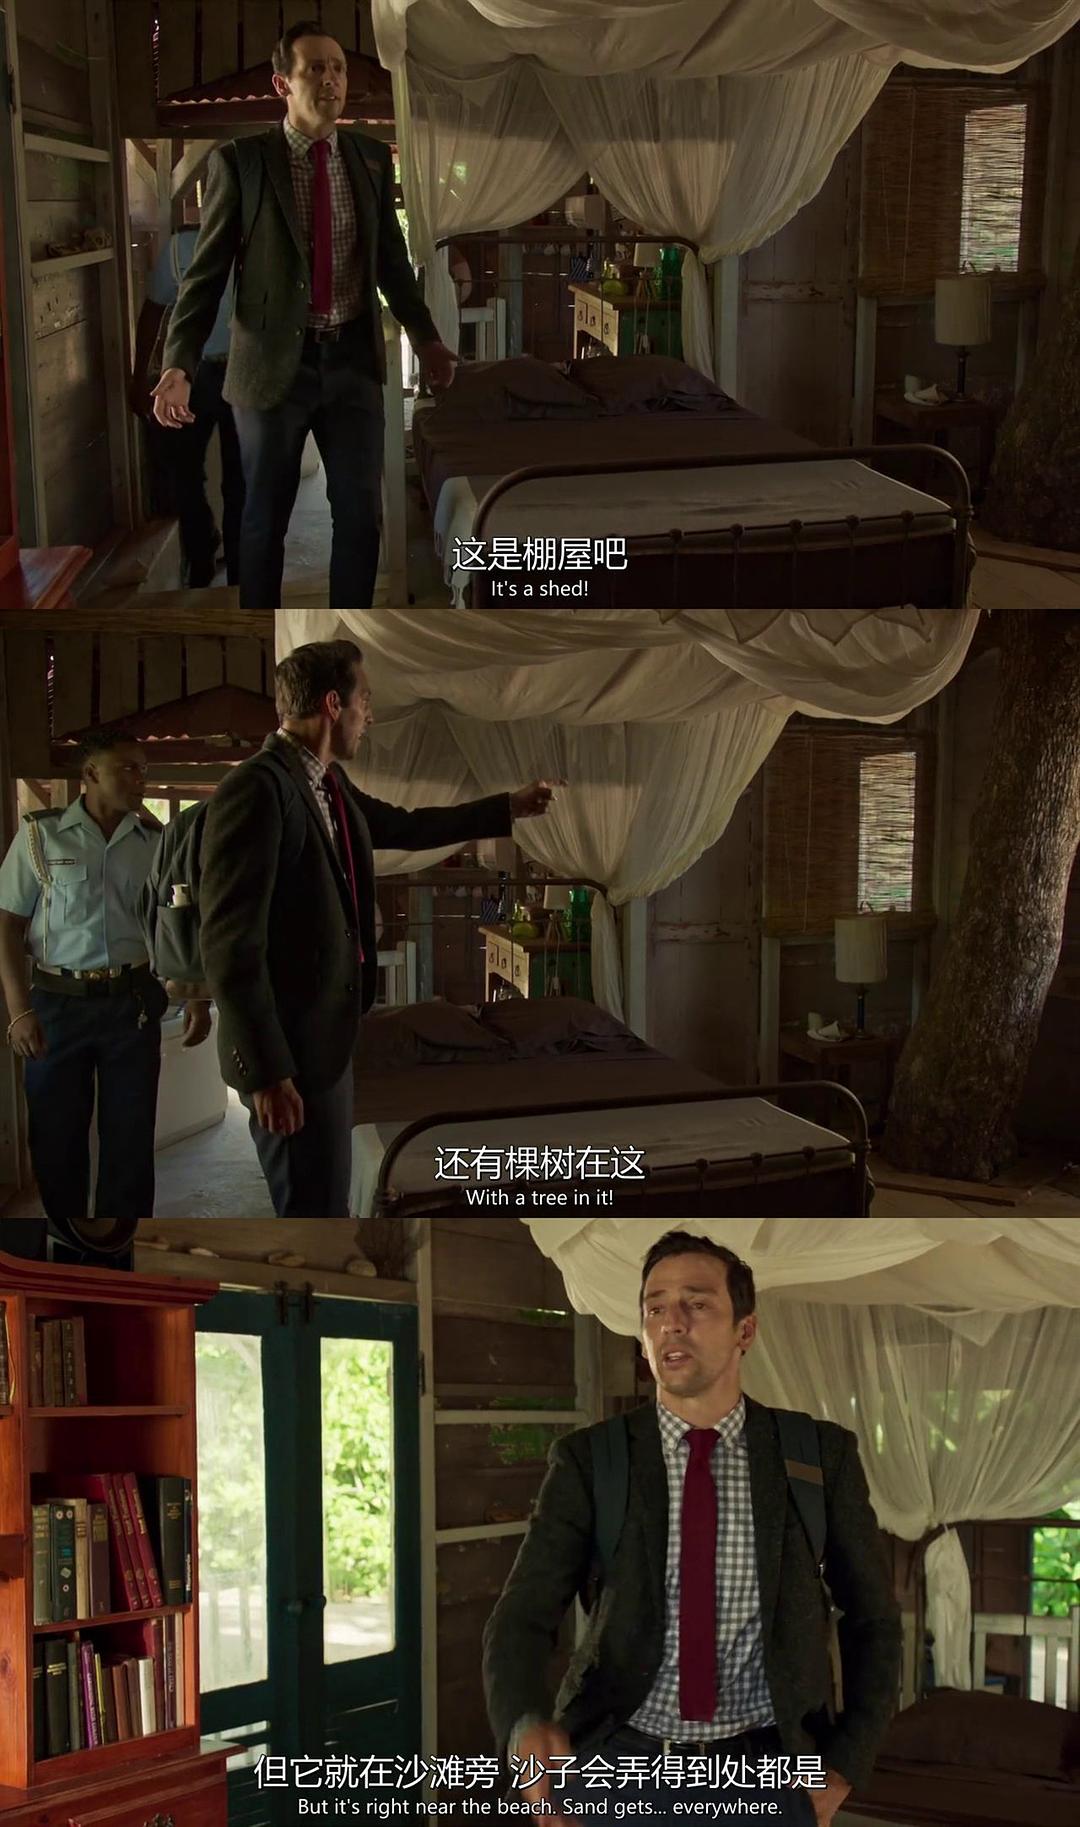 这是棚屋吧
It's a shed!
还有棵树在这
With a tree in it!
但它就在沙滩旁 沙子会弄得到处都是
But it's right near the beach. Sand gets... everywhere.